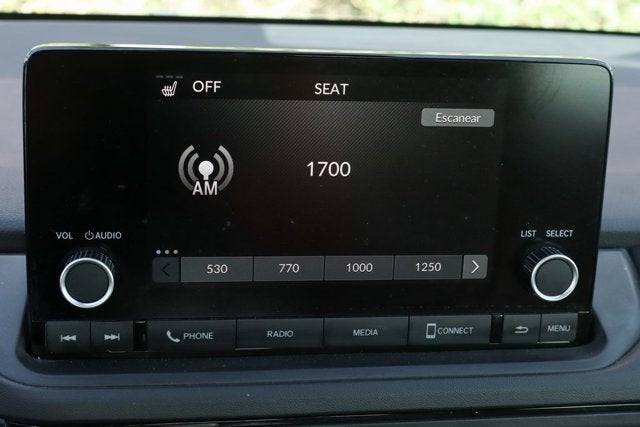 OFF SEAT
Escanear
AM
1700
VOL AUDIO
LIST SELECT
530 770 1000 1250
PHONE RADIO MEDIA CONNECT MENU